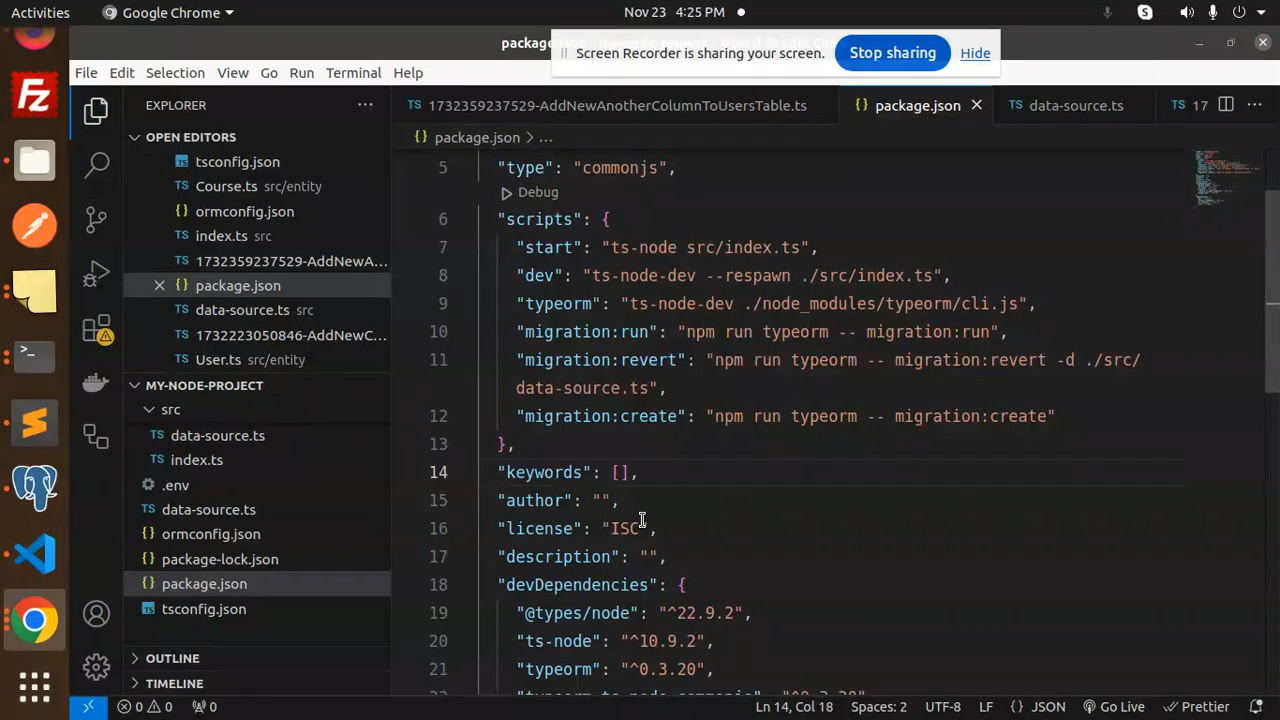 Activities
Google Chrome
Nov 23 4:25 PM
Screen Recorder is sharing your screen.
Stop sharing
Hide
File Edit Selection View Go Run Terminal Help
EXPLORER
OPEN EDITORS
tsconfig.json
Course.ts src/entity
ormconfig.json
index.ts src
1732359237529-AddNewA...
package.json
data-source.ts src
1732223050846-AddNewC...
User.ts src/entity
MY-NODE-PROJECT
src
data-source.ts
index.ts
.env
data-source.ts
ormconfig.json
package-lock.json
package.json
tsconfig.json
OUTLINE
TIMELINE
TS 1732359237529-AddNewAnotherColumnToUsersTable.ts
package.json
TS data-source.ts
TS 17
package.json > ...
5 "type": "commonjs",
Debug
6 "scripts": {
7 "start": "ts-node src/index.ts",
8 "dev": "ts-node-dev --respawn ./src/index.ts",
9 "typeorm": "ts-node-dev ./node_modules/typeorm/cli.js",
10 "migration:run": "npm run typeorm -- migration:run",
11 "migration:revert": "npm run typeorm -- migration:revert -d ./src/
data-source.ts",
12 "migration:create": "npm run typeorm -- migration:create"
13 },
14 "keywords": [],
15 "author": "",
16 "license": "ISC",
17 "description": "",
18 "devDependencies": {
19 "@types/node": "^22.9.2",
20 "ts-node": "^10.9.2",
21 "typeorm": "^0.3.20",
0 0 0
Ln 14, Col 18
Spaces: 2
UTF-8
LF
{ } JSON
Go Live
Prettier